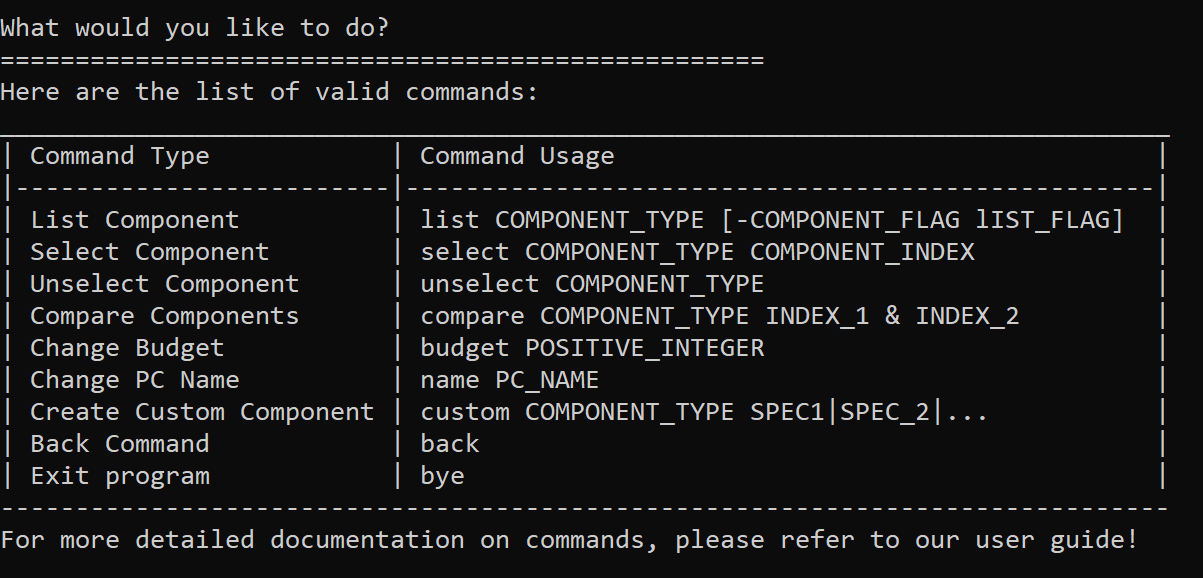 What would you like to do?
===================================================
Here are the list of valid commands:
______________________________________________________________________________
| Command Type            | Command Usage                                    |
|-------------------------|--------------------------------------------------|
| List Component          | list COMPONENT_TYPE [-COMPONENT_FLAG lIST_FLAG]  |
| Select Component        | select COMPONENT_TYPE COMPONENT_INDEX            |
| Unselect Component      | unselect COMPONENT_TYPE                          |
| Compare Components      | compare COMPONENT_TYPE INDEX_1 & INDEX_2         |
| Change Budget           | budget POSITIVE_INTEGER                          |
| Change PC Name          | name PC_NAME                                     |
| Create Custom Component | custom COMPONENT_TYPE SPEC1|SPEC_2|...           |
| Back Command            | back                                             |
| Exit program            | bye                                              |
------------------------------------------------------------------------------
For more detailed documentation on commands, please refer to our user guide!